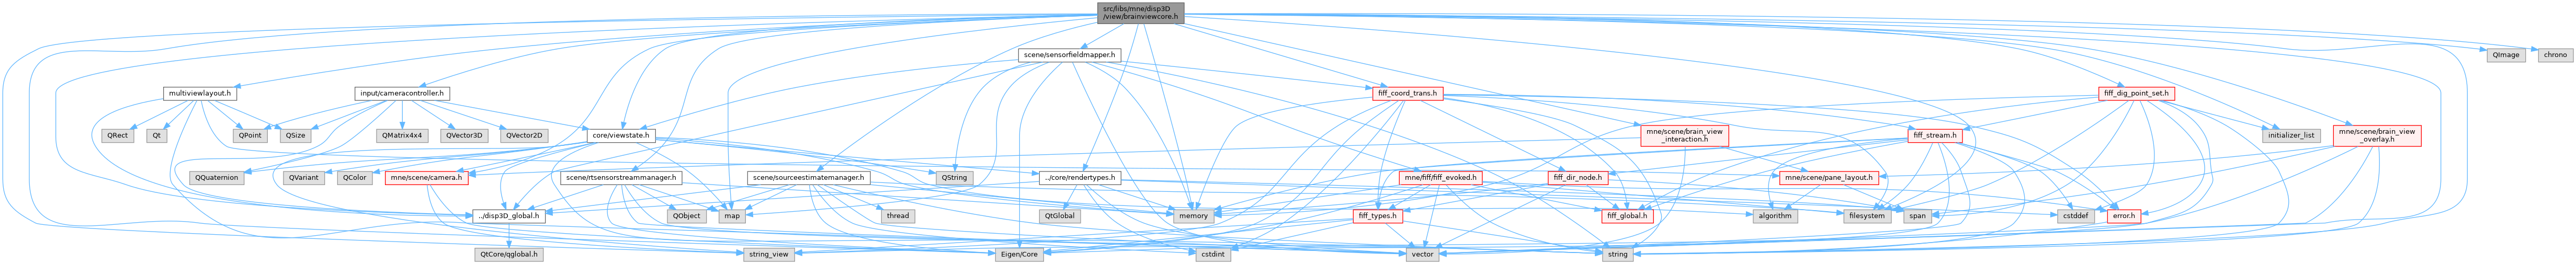 src/libs/mne/disp3D
/view/brainviewcore.h
scene/sensorfieldmapper.h
QImage
chrono
multiviewlayout.h
input/cameracontroller.h
fiff_coord_trans.h
fiff_dig_point_set.h
QRect
Qt
QPoint
QSize
QMatrix4x4
QVector3D
QVector2D
core/viewstate.h
mne/scene/brain_view
_interaction.h
fiff_stream.h
initializer_list
mne/scene/brain_view
_overlay.h
QQuaternion
QVariant
QColor
mne/scene/camera.h
scene/rtsensorstreammanager.h
scene/sourceestimatemanager.h
QString
../core/rendertypes.h
mne/fiff/fiff_evoked.h
fiff_dir_node.h
mne/scene/pane_layout.h
../disp3D_global.h
QObject
map
thread
QtGlobal
memory
fiff_types.h
fiff_global.h
algorithm
filesystem
span
cstddef
error.h
QtCore/qglobal.h
string_view
Eigen/Core
cstdint
vector
string